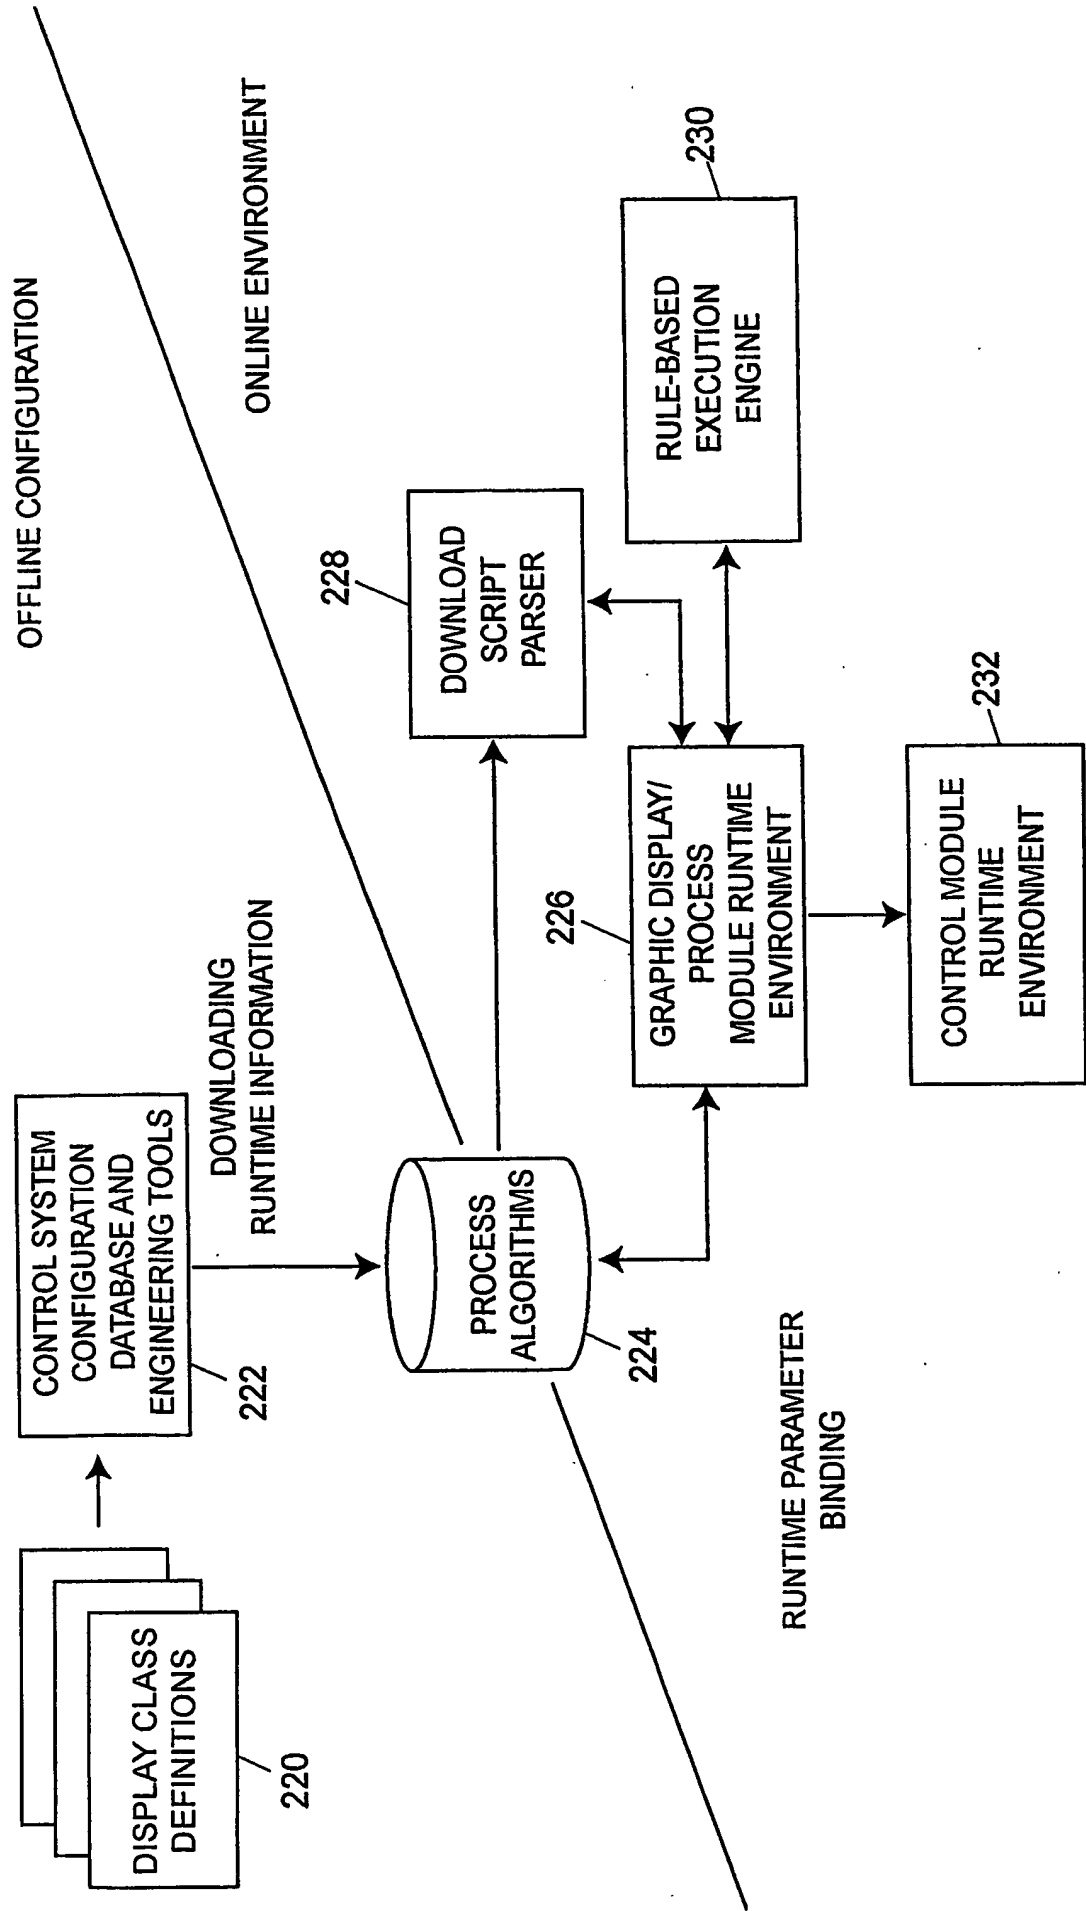 OFFLINE CONFIGURATION
CONTROL SYSTEM
CONFIGURATION
DATABASE AND
ENGINEERING TOOLS
222
DISPLAY CLASS
DEFINITIONS
220
DOWNLOADING
RUNTIME INFORMATION
ONLINE ENVIRONMENT
PROCESS
ALGORITHMS
224
228
DOWNLOAD
SCRIPT
PARSER
230
RULE-BASED
EXECUTION
ENGINE
226
GRAPHIC DISPLAY/
PROCESS
MODULE RUNTIME
ENVIRONMENT
RUNTIME PARAMETER
BINDING
232
CONTROL MODULE
RUNTIME
ENVIRONMENT